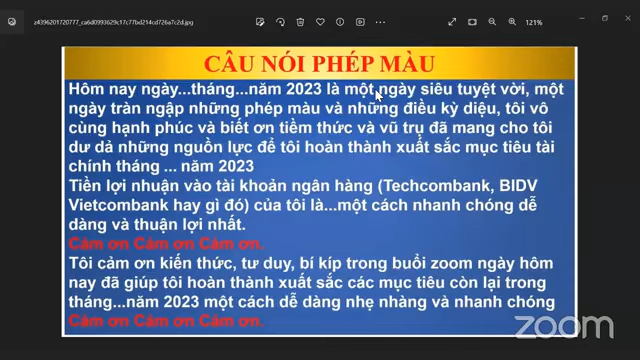 z4396201720777_ca6d0993629c17c77bd214cd726a7c2d.jpg
121%
CÂU NÓI PHÉP MÀU
Hôm nay ngày...tháng...năm 2023 là một ngày siêu tuyệt vời, một
ngày tràn ngập những phép màu và những điều kỳ diệu, tôi vô
cùng hạnh phúc và biết ơn tiềm thức và vũ trụ đã mang cho tôi
dư dả những nguồn lực để tôi hoàn thành xuất sắc mục tiêu tài
chính tháng ... năm 2023
Tiền lợi nhuận vào tài khoản ngân hàng (Techcombank, BIDV
Vietcombank hay gì đó) của tôi là...một cách nhanh chóng dễ
dàng và thuận lợi nhất.
Cảm ơn Cảm ơn Cảm ơn.
Tôi cảm ơn kiến thức, tư duy, bí kíp trong buổi zoom ngày hôm
nay đã giúp tôi hoàn thành xuất sắc các mục tiêu còn lại trong
tháng...năm 2023 một cách dễ dàng nhẹ nhàng và nhanh chóng
Cảm ơn Cảm ơn Cảm ơn.
zoom